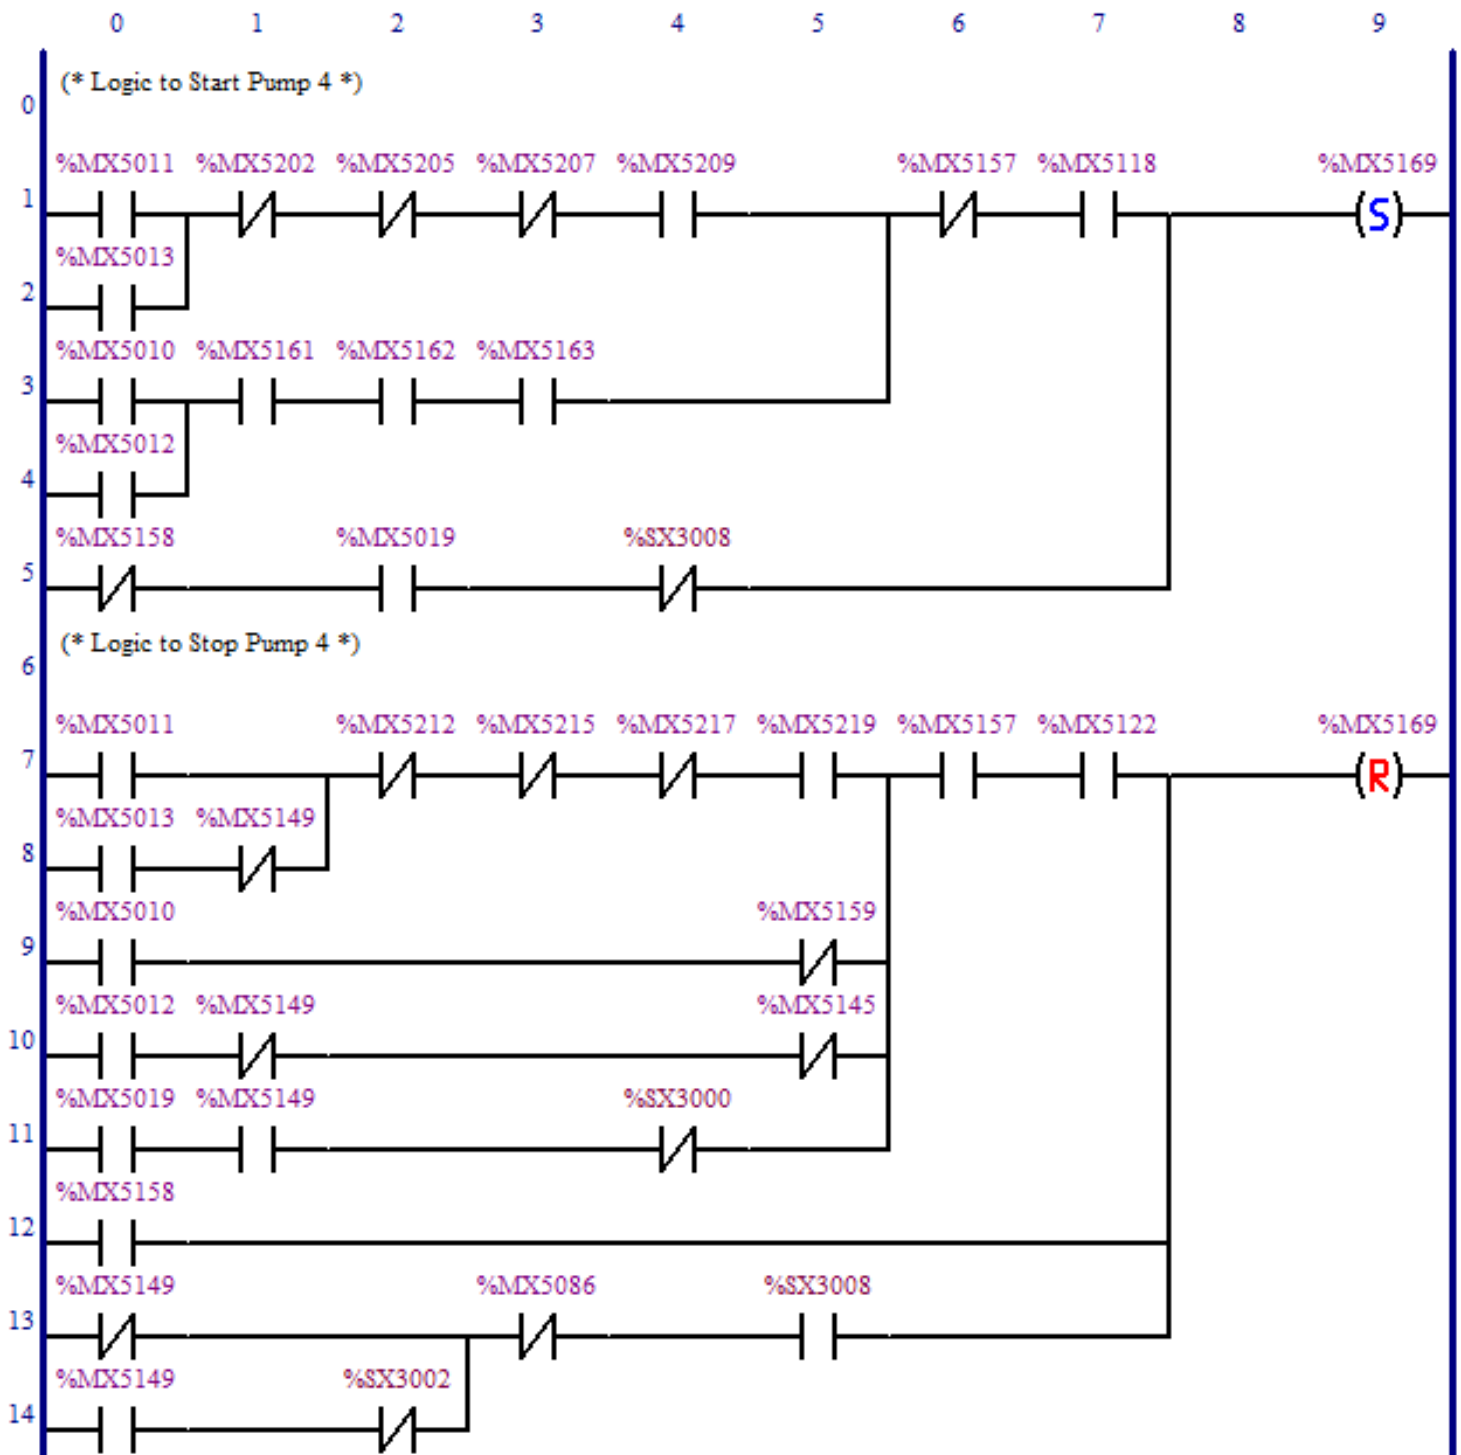 0 1 2 3 4 5 6 7 8 9
(* Logic to Start Pump 4 *)
0
%MX5011 %MX5202 %MX5205 %MX5207 %MX5209 %MX5157 %MX5118 %MX5169
1 (S)
%MX5013
2
%MX5010 %MX5161 %MX5162 %MX5163
3
%MX5012
4
%MX5158 %MX5019 %SX3008
5
(* Logic to Stop Pump 4 *)
6
%MX5011 %MX5212 %MX5215 %MX5217 %MX5219 %MX5157 %MX5122 %MX5169
7 (R)
%MX5013 %MX5149
8
%MX5010 %MX5159
9
%MX5012 %MX5149 %MX5145
10
%MX5019 %MX5149 %SX3000
11
%MX5158
12
%MX5149 %MX5086 %SX3008
13
%MX5149 %SX3002
14